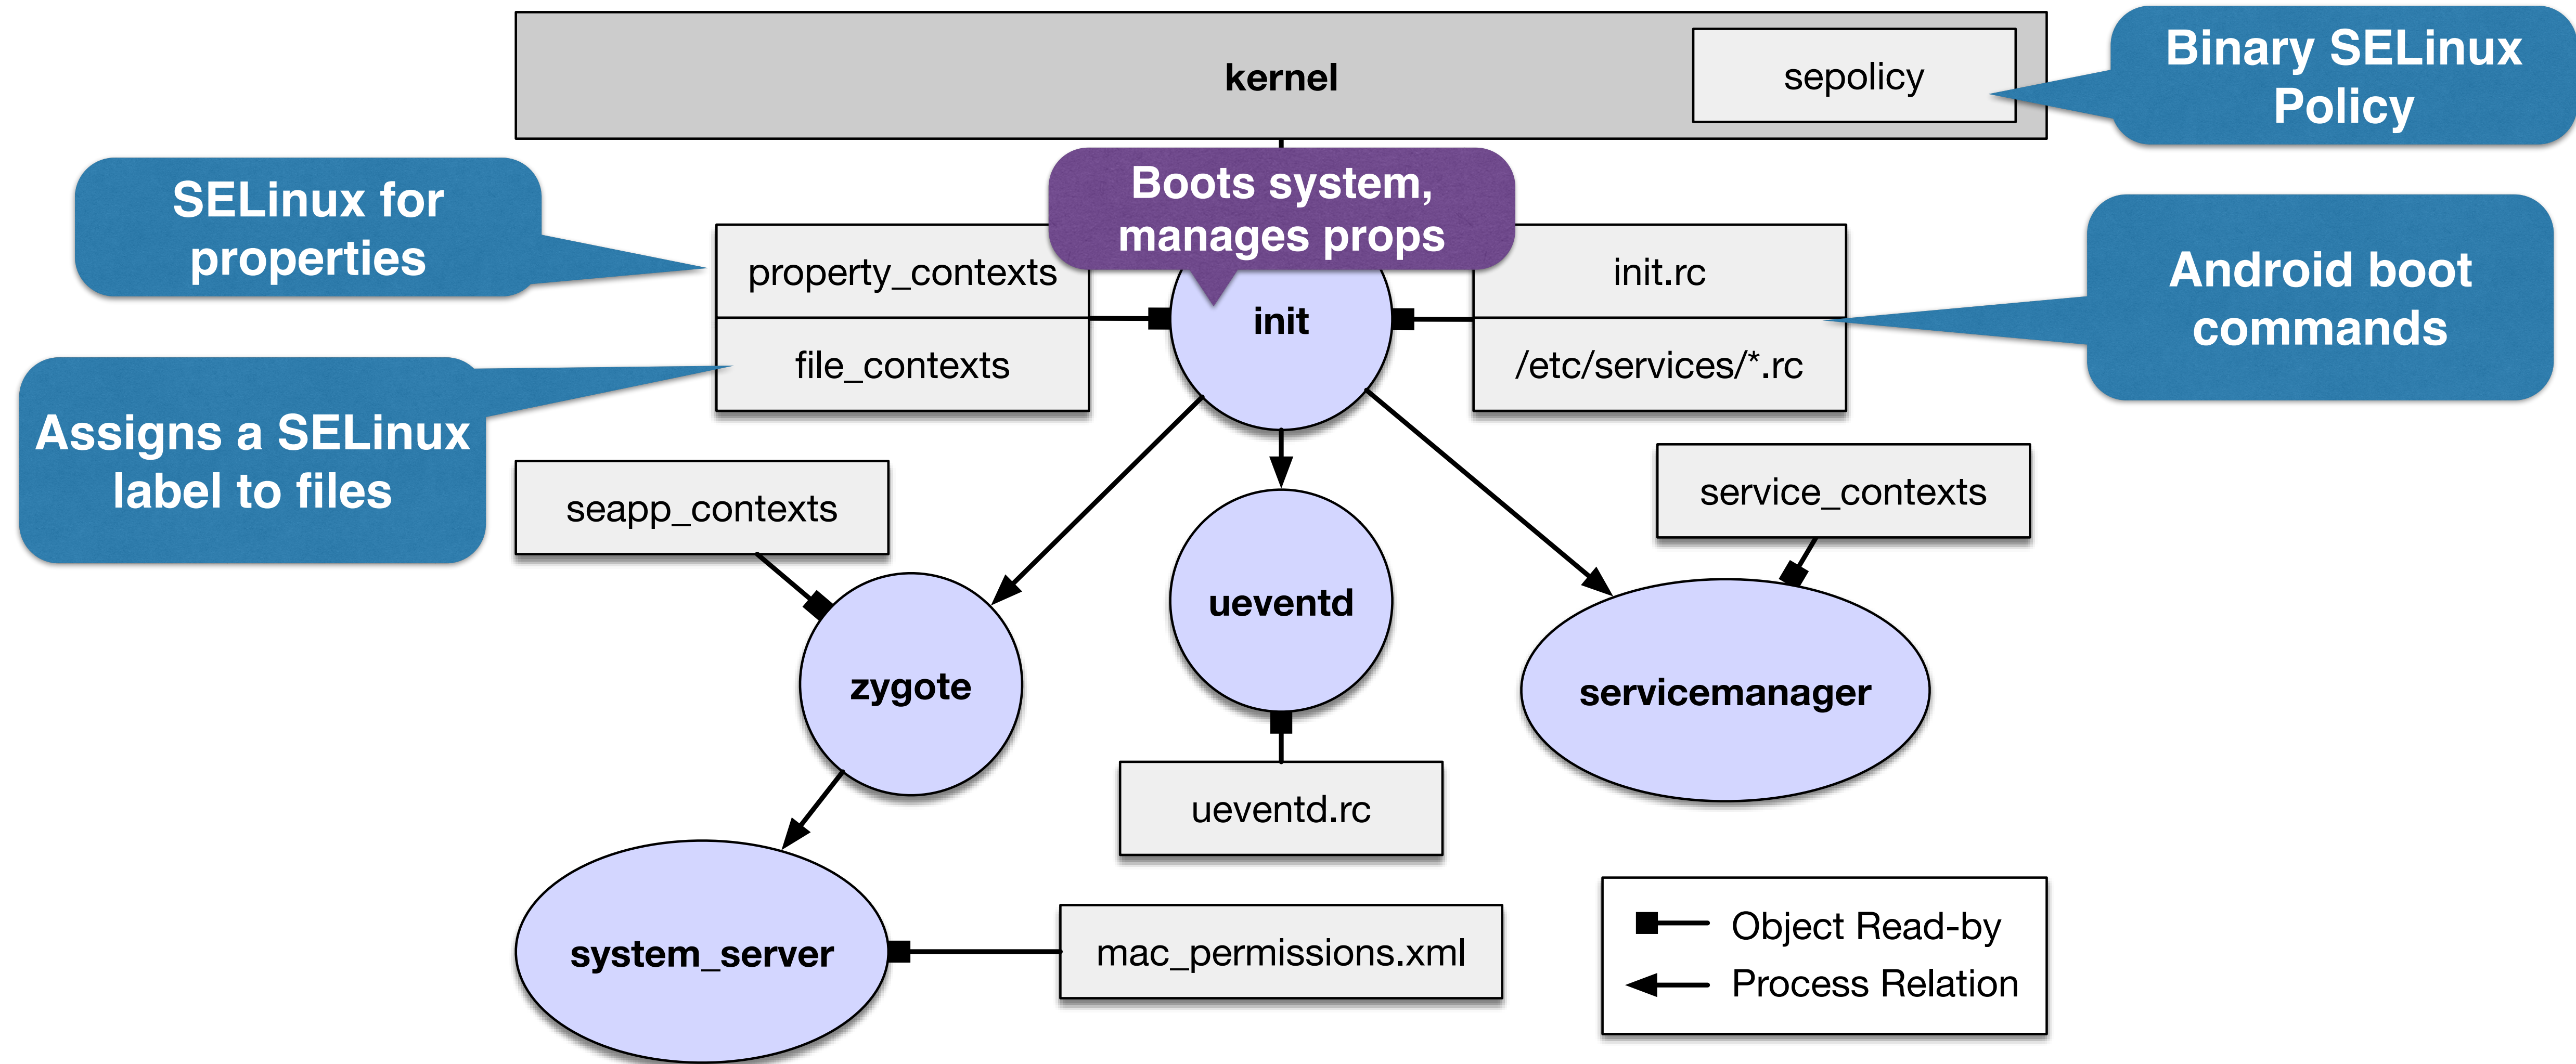 kernel
sepolicy
Binary SELinux
Policy
SELinux for
properties
Boots system,
manages props
property_contexts
init.rc
Android boot
commands
init
file_contexts
/etc/services/*.rc
Assigns a SELinux
label to files
seapp_contexts
service_contexts
ueventd
zygote
servicemanager
ueventd.rc
system_server
mac_permissions.xml
Object Read-by
Process Relation